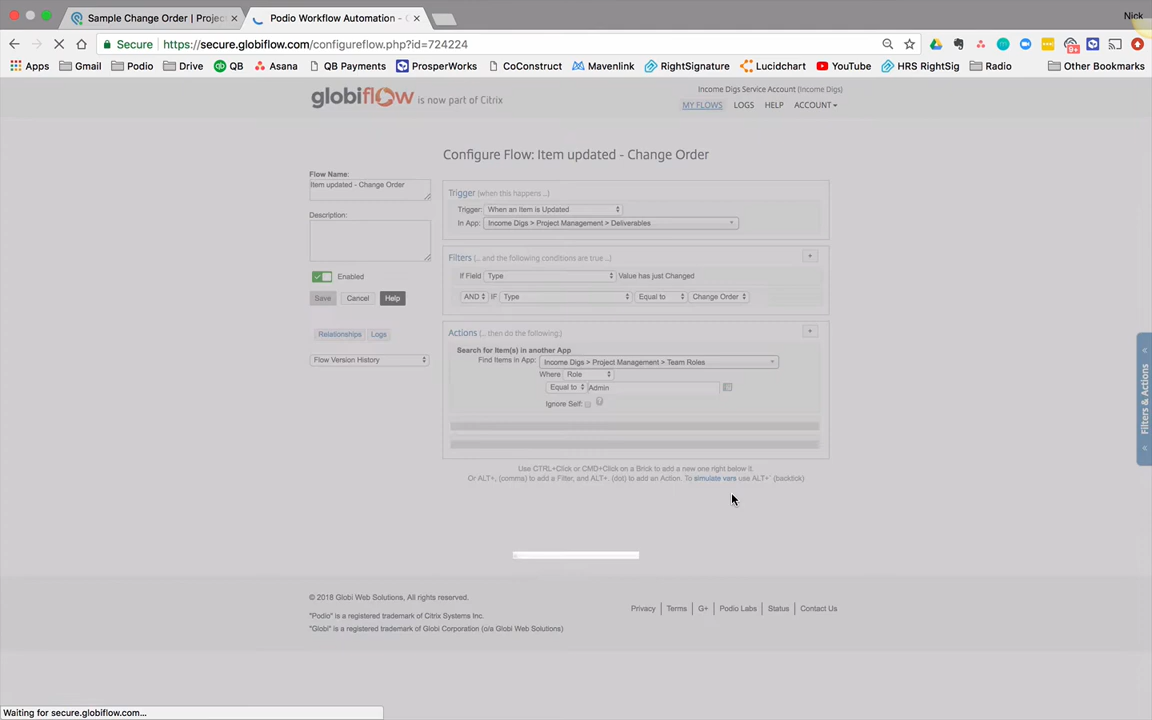 Nick
Sample Change Order | Projec
Podio Workflow Automation -
Secure
https://secure.globiflow.com/configureflow.php?id=724224
Apps
Gmail
Podio
Drive
QB
Asana
QB Payments
ProsperWorks
CoConstruct
Mavenlink
RightSignature
Lucidchart
YouTube
HRS RightSig
Radio
Other Bookmarks
globiflow is now part of Citrix
Income Digs Service Account (Income Digs)
MY FLOWS
LOGS
HELP
ACCOUNT
Configure Flow: Item updated - Change Order
Flow Name:
Item updated - Change Order
Description:
Enabled
Save
Cancel
Help
Relationships
Logs
Flow Version History
Trigger (when this happens ...)
Trigger: When an Item is Updated
In App: Income Digs > Project Management > Deliverables
Filters (... and the following conditions are true ...)
+
If Field Type Value has just Changed
AND IF Type Equal to Change Order
Actions (... then do the following:)
+
Search for Item(s) in another App
Find Items in App: Income Digs > Project Management > Team Roles
Where Role
Equal to Admin
Ignore Self: ?
Use CTRL+Click or CMD+Click on a Brick to add a new one right below it.
Or ALT+, (comma) to add a Filter, and ALT+. (dot) to add an Action. To simulate vars use ALT+` (backtick)
Filters & Actions
© 2018 Globi Web Solutions, All rights reserved.
"Podio" is a registered trademark of Citrix Systems Inc.
"Globi" is a registered trademark of Globi Corporation (o/a Globi Web Solutions)
Privacy
Terms
G+
Podio Labs
Status
Contact Us
Waiting for secure.globiflow.com...